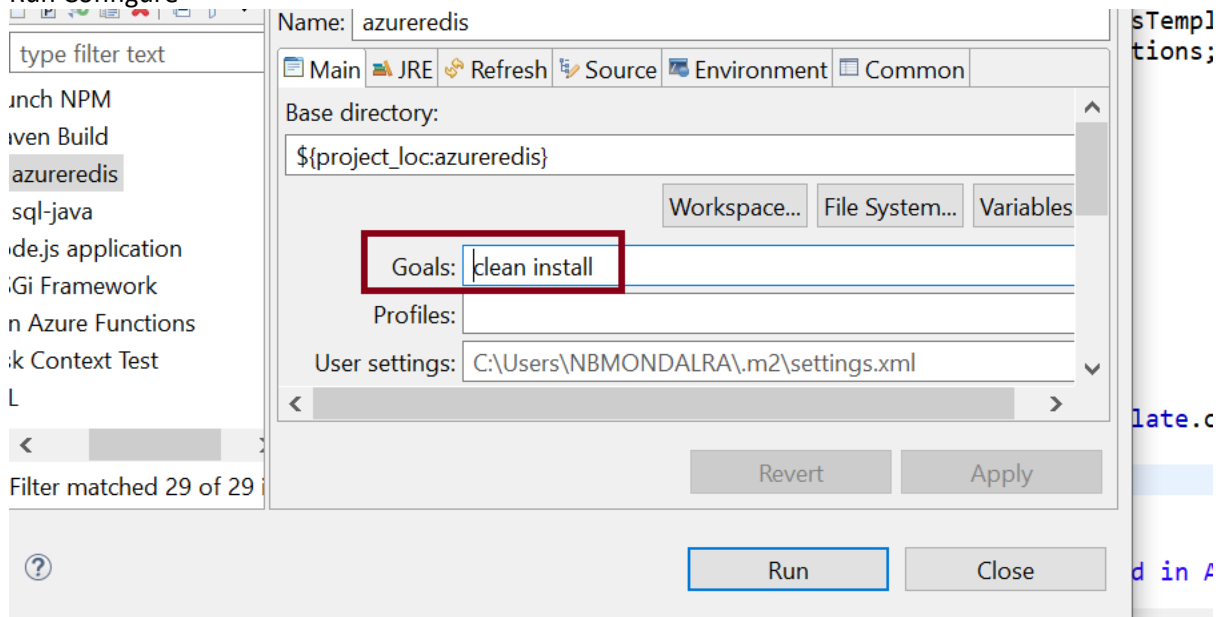 Run Configure
Name: azureredis
type filter text
Main JRE Refresh Source Environment Common
Base directory:
${project_loc:azureredis}
Workspace... File System... Variables
Goals: clean install
Profiles:
User settings: C:\Users\NBMONDALRA\.m2\settings.xml
unch NPM
aven Build
azureredis
sql-java
de.js application
Gi Framework
n Azure Functions
k Context Test
L
Filter matched 29 of 29 i
Revert Apply
Run Close
sTempl
tions;
late.c
d in A